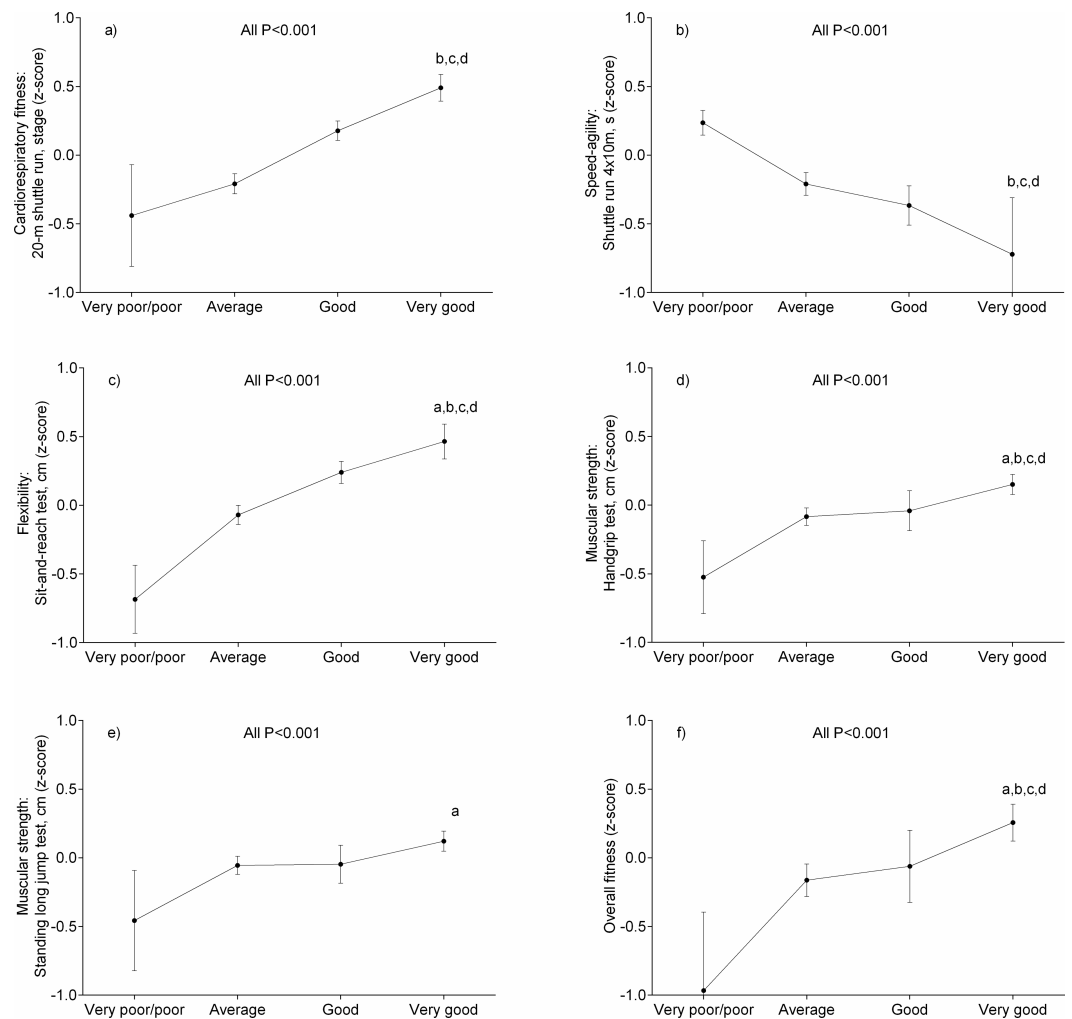 a)
All P<0.001
b,c,d
Cardiorespiratory fitness:
20-m shuttle run, stage (z-score)
1.0
0.5
0.0
-0.5
-1.0
Very poor/poor Average Good Very good
b)
All P<0.001
b,c,d
Speed-agility:
Shuttle run 4x10m, s (z-score)
1.0
0.5
0.0
-0.5
-1.0
Very poor/poor Average Good Very good
c)
All P<0.001
a,b,c,d
Flexibility:
Sit-and-reach test, cm (z-score)
1.0
0.5
0.0
-0.5
-1.0
Very poor/poor Average Good Very good
d)
All P<0.001
a,b,c,d
Muscular strength:
Handgrip test, cm (z-score)
1.0
0.5
0.0
-0.5
-1.0
Very poor/poor Average Good Very good
e)
All P<0.001
a
Muscular strength:
Standing long jump test, cm (z-score)
1.0
0.5
0.0
-0.5
-1.0
Very poor/poor Average Good Very good
f)
All P<0.001
a,b,c,d
Overall fitness (z-score)
1.0
0.5
0.0
-0.5
-1.0
Very poor/poor Average Good Very good